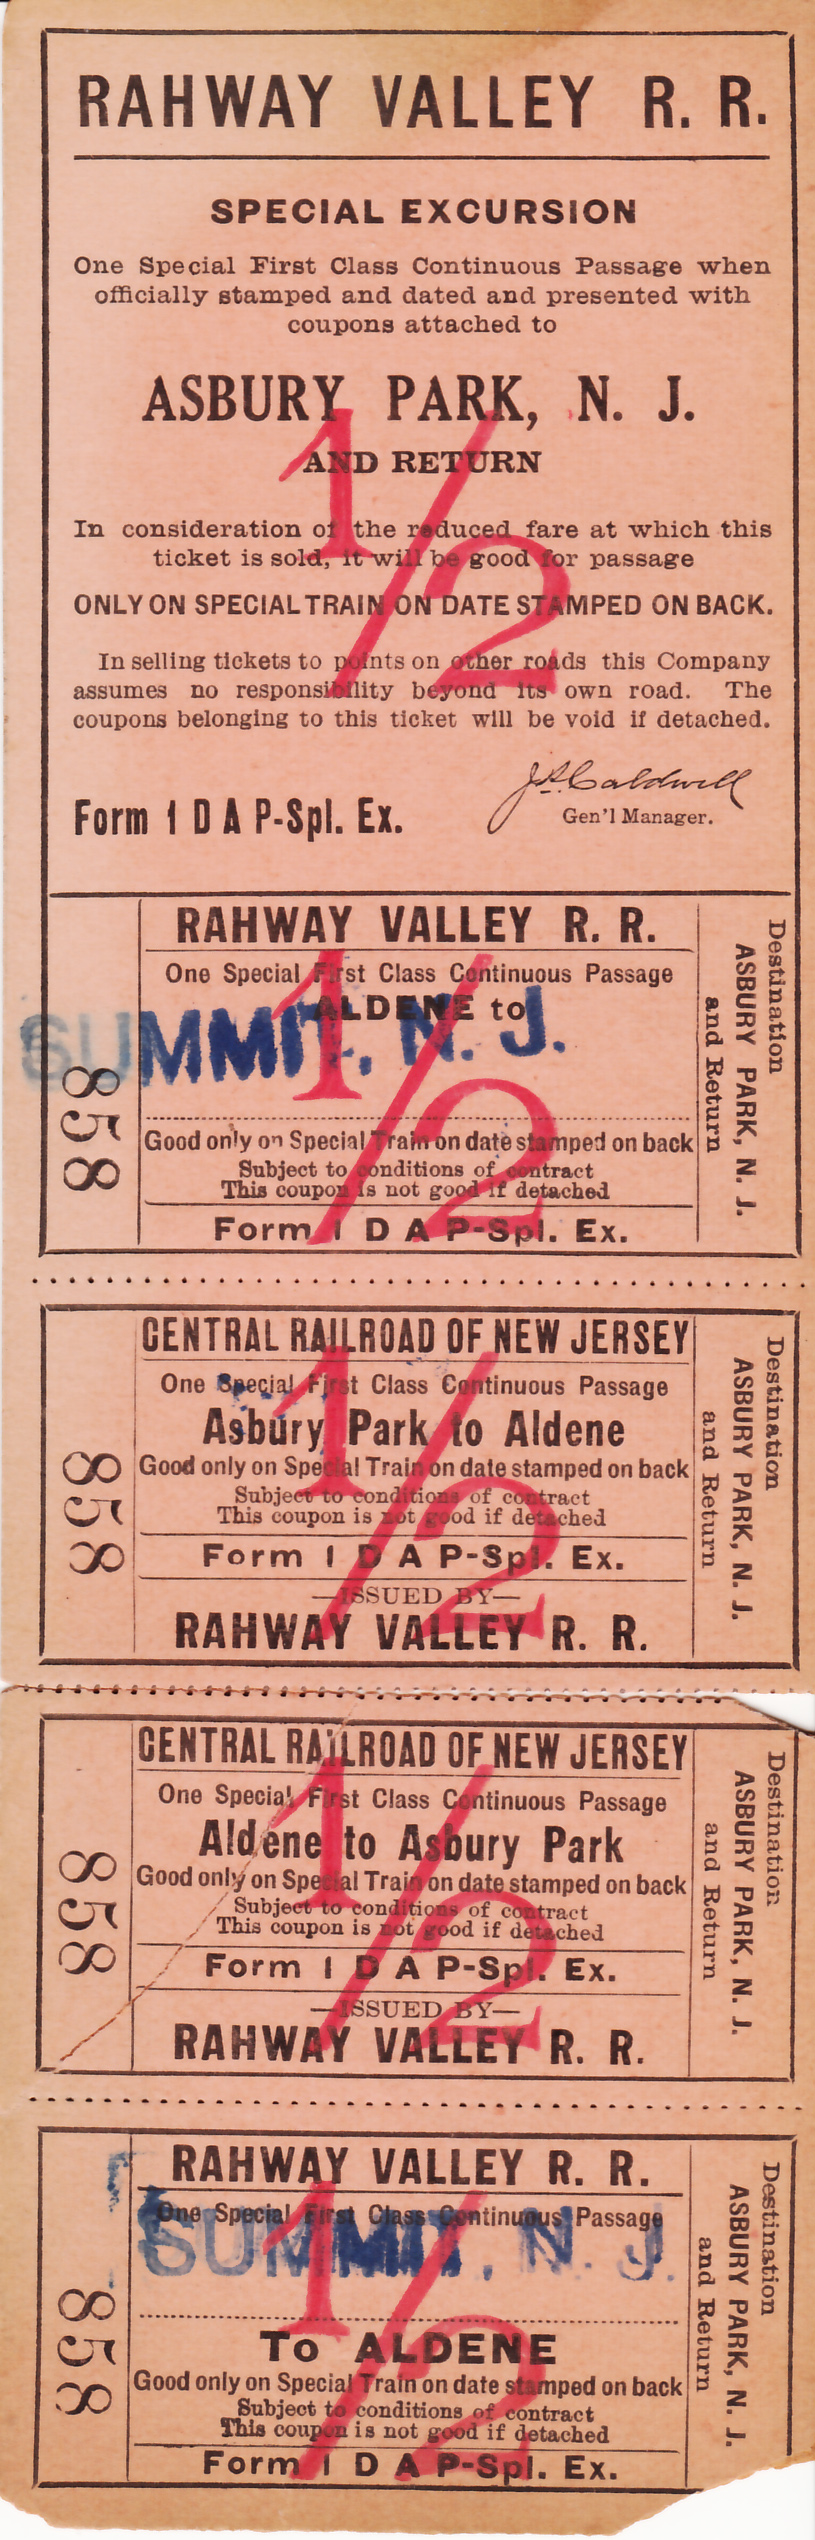 RAHWAY VALLEY R. R.
SPECIAL EXCURSION
One Special First Class Continuous Passage when
officially stamped and dated and presented with
coupons attached to
ASBURY PARK, N. J.
AND RETURN
1/2
In consideration of the reduced fare at which this
ticket is sold, it will be good for passage
ONLY ON SPECIAL TRAIN ON DATE STAMPED ON BACK.
In selling tickets to points on other roads this Company
assumes no responsibility beyond its own road. The
coupons belonging to this ticket will be void if detached.
J.S. Caldwell
Gen'l Manager.
Form 1 D A P-Spl. Ex.
RAHWAY VALLEY R. R.
One Special First Class Continuous Passage
ALDENE to
SUMMIT, N. J.
1/2
Good only on Special Train on date stamped on back
Subject to conditions of contract
This coupon is not good if detached
Form 1 D A P-Spl. Ex.
858
Destination
ASBURY PARK, N. J.
and Return
CENTRAL RAILROAD OF NEW JERSEY
One Special First Class Continuous Passage
Asbury Park to Aldene
1/2
Good only on Special Train on date stamped on back
Subject to conditions of contract
This coupon is not good if detached
Form 1 D A P-Spl. Ex.
—ISSUED BY—
RAHWAY VALLEY R. R.
858
Destination
ASBURY PARK, N. J.
and Return
CENTRAL RAILROAD OF NEW JERSEY
One Special First Class Continuous Passage
Aldene to Asbury Park
1/2
Good only on Special Train on date stamped on back
Subject to conditions of contract
This coupon is not good if detached
Form 1 D A P-Spl. Ex.
—ISSUED BY—
RAHWAY VALLEY R. R.
858
Destination
ASBURY PARK, N. J.
and Return
RAHWAY VALLEY R. R.
One Special First Class Continuous Passage
SUMMIT, N. J.
1/2
To ALDENE
Good only on Special Train on date stamped on back
Subject to conditions of contract
This coupon is not good if detached
Form 1 D A P-Spl. Ex.
858
Destination
ASBURY PARK, N. J.
and Return